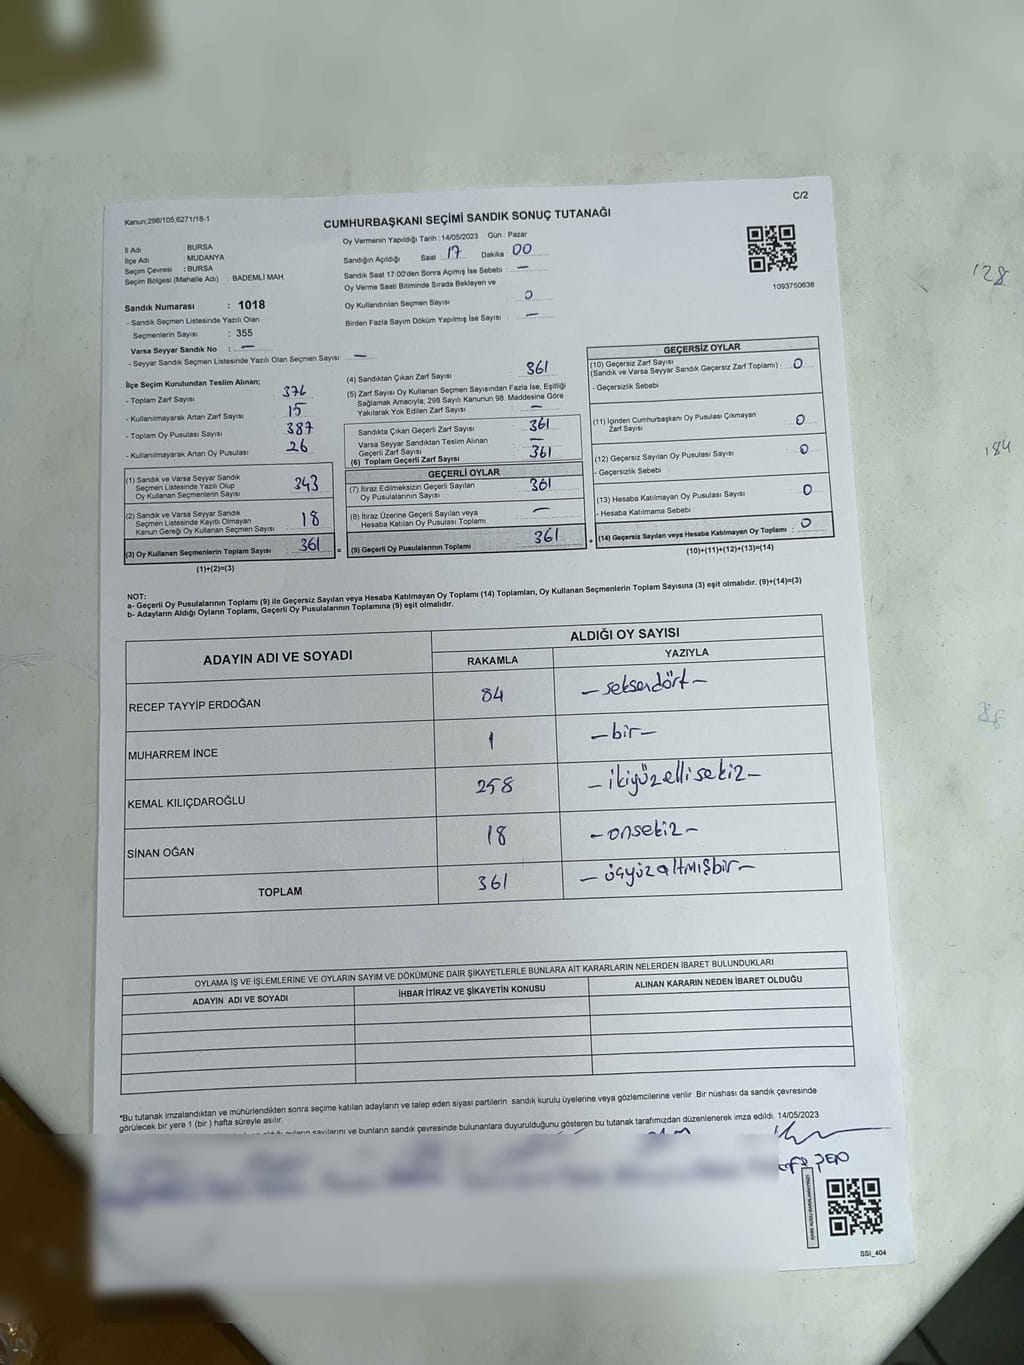 C/2
Kanun:298/105,6271/18-1
CUMHURBAŞKANI SEÇİMİ SANDIK SONUÇ TUTANAĞI
İl Adı : BURSA
İlçe Adı : MUDANYA
Seçim Çevresi : BURSA
Seçim Bölgesi (Mahalle Adı) : BADEMLİ MAH.
Sandık Numarası : 1018
- Sandık Seçmen Listesinde Yazılı Olan
Seçmenlerin Sayısı : 355
Varsa Seyyar Sandık No : —
- Seyyar Sandık Seçmen Listesinde Yazılı Olan Seçmen Sayısı : —
Oy Vermenin Yapıldığı Tarih : 14/05/2023 Gün : Pazar
Sandığın Açıldığı Saat 17 Dakika 00
Sandık Saat 17:00'den Sonra Açımış İse Sebebi : —
Oy Verme Saati Bitiminde Sırada Bekleyen ve
Oy Kullandırılan Seçmen Sayısı : 0
Birden Fazla Sayım Döküm Yapılmış İse Sayısı : —
1093750638
İlçe Seçim Kurulundan Teslim Alınan;
- Toplam Zarf Sayısı : 376
- Kullanılmayarak Artan Zarf Sayısı : 15
- Toplam Oy Pusulası Sayısı : 387
- Kullanılmayarak Artan Oy Pusulası : 26
(1) Sandık ve Varsa Seyyar Sandık
Seçmen Listesinde Yazılı Olup
Oy Kullanan Seçmenlerin Sayısı 343
(2) Sandık ve Varsa Seyyar Sandık
Seçmen Listesinde Kayıtlı Olmayan
Kanun Gereği Oy Kullanan Seçmen Sayısı 18
(3) Oy Kullanan Seçmenlerin Toplam Sayısı 361 =
(1)+(2)=(3)
(4) Sandıktan Çıkan Zarf Sayısı : 361
(5) Zarf Sayısı Oy Kullanan Seçmen Sayısından Fazla İse, Eşitliği
Sağlamak Amacıyla; 298 Sayılı Kanunun 98. Maddesine Göre
Yakılarak Yok Edilen Zarf Sayısı : —
Sandıkta Çıkan Geçerli Zarf Sayısı : 361
Varsa Seyyar Sandıktan Teslim Alınan
Geçerli Zarf Sayısı : —
(6) Toplam Geçerli Zarf Sayısı : 361
GEÇERLİ OYLAR
(7) İtiraz Edilmeksizin Geçerli Sayılan
Oy Pusulalarının Sayısı 361
(8) İtiraz Üzerine Geçerli Sayılan veya
Hesaba Katılan Oy Pusulası Toplamı —
(9) Geçerli Oy Pusulalarının Toplamı 361 +
GEÇERSİZ OYLAR
(10) Geçersiz Zarf Sayısı
(Sandık ve Varsa Seyyar Sandık Geçersiz Zarf Toplamı) : 0
- Geçersizlik Sebebi
(11) İçinden Cumhurbaşkanı Oy Pusulası Çıkmayan
Zarf Sayısı 0
(12) Geçersiz Sayılan Oy Pusulası Sayısı 0
- Geçersizlik Sebebi
(13) Hesaba Katılmayan Oy Pusulası Sayısı 0
- Hesaba Katılmama Sebebi
(14) Geçersiz Sayılan veya Hesaba Katılmayan Oy Toplamı : 0
(10)+(11)+(12)+(13)=(14)
NOT:
a- Geçerli Oy Pusulalarının Toplamı (9) ile Geçersiz Sayılan veya Hesaba Katılmayan Oy Toplamı (14) Toplamları, Oy Kullanan Seçmenlerin Toplam Sayısına (3) eşit olmalıdır. (9)+(14)=(3)
b- Adayların Aldığı Oyların Toplamı, Geçerli Oy Pusulalarının Toplamına (9) eşit olmalıdır.
ADAYIN ADI VE SOYADI ALDIĞI OY SAYISI
RAKAMLA YAZIYLA
RECEP TAYYİP ERDOĞAN 84 — seksendört —
MUHARREM İNCE 1 — bir —
KEMAL KILIÇDAROĞLU 258 — ikiyüzellisekiz —
SİNAN OĞAN 18 — onsekiz —
TOPLAM 361 — üçyüzaltmışbir —
OYLAMA İŞ VE İŞLEMLERİNE VE OYLARIN SAYIM VE DÖKÜMÜNE DAİR ŞİKAYETLERLE BUNLARA AİT KARARLARIN NELERDEN İBARET BULUNDUKLARI
ADAYIN ADI VE SOYADI İHBAR İTİRAZ VE ŞİKAYETİN KONUSU ALINAN KARARIN NEDEN İBARET OLDUĞU
*Bu tutanak imzalandıktan ve mühürlendikten sonra seçime katılan adayların ve talep eden siyasi partilerin sandık kurulu üyelerine veya gözlemcilerine verilir. Bir nüshası da sandık çevresinde
görülecek bir yere 1 (bir) hafta süreyle asılır.
sayılarını ve bunların sandık çevresinde bulunanlara duyurulduğunu gösteren bu tutanak tarafımızdan düzenlenerek imza edildi. 14/05/2023
SSI_404
128
184